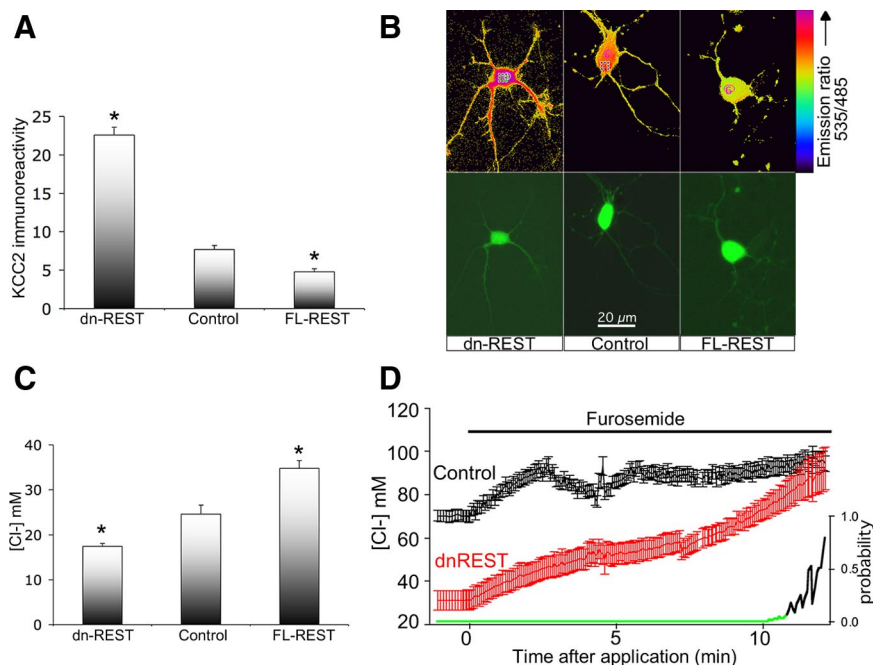 A
KCC2 immunoreactivity
25
20
15
10
5
0
*
*
dn-REST
Control
FL-REST
B
Emission ratio
535/485
20 µm
dn-REST
Control
FL-REST
C
[Cl-] mM
40
30
20
10
0
*
*
dn-REST
Control
FL-REST
D
[Cl-] mM
120
100
80
60
40
20
Furosemide
Control
dnREST
1.0
0.5
0.0
probability
0
5
10
Time after application (min)